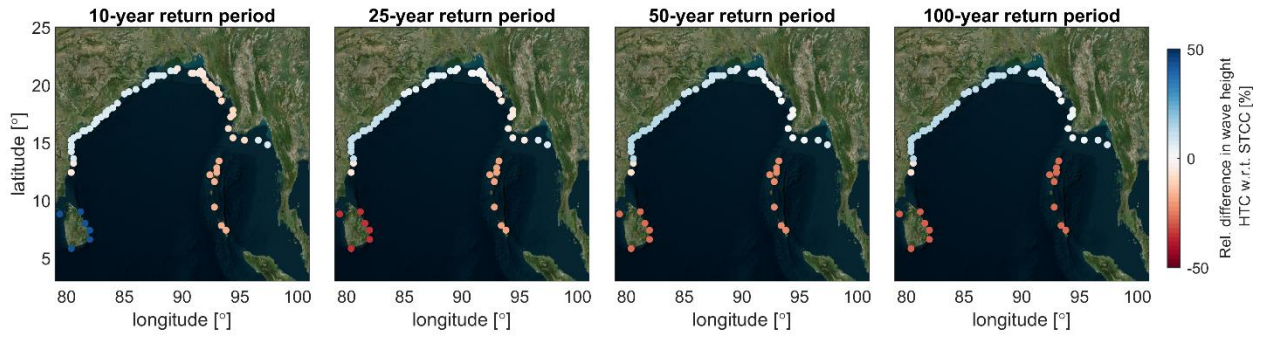 10-year return period
25-year return period
50-year return period
100-year return period
25
20
15
10
5
latitude [°]
80 85 90 95 100
80 85 90 95 100
80 85 90 95 100
80 85 90 95 100
longitude [°]
longitude [°]
longitude [°]
longitude [°]
50
0
-50
Rel. difference in wave height
HTC w.r.t. STCC [%]